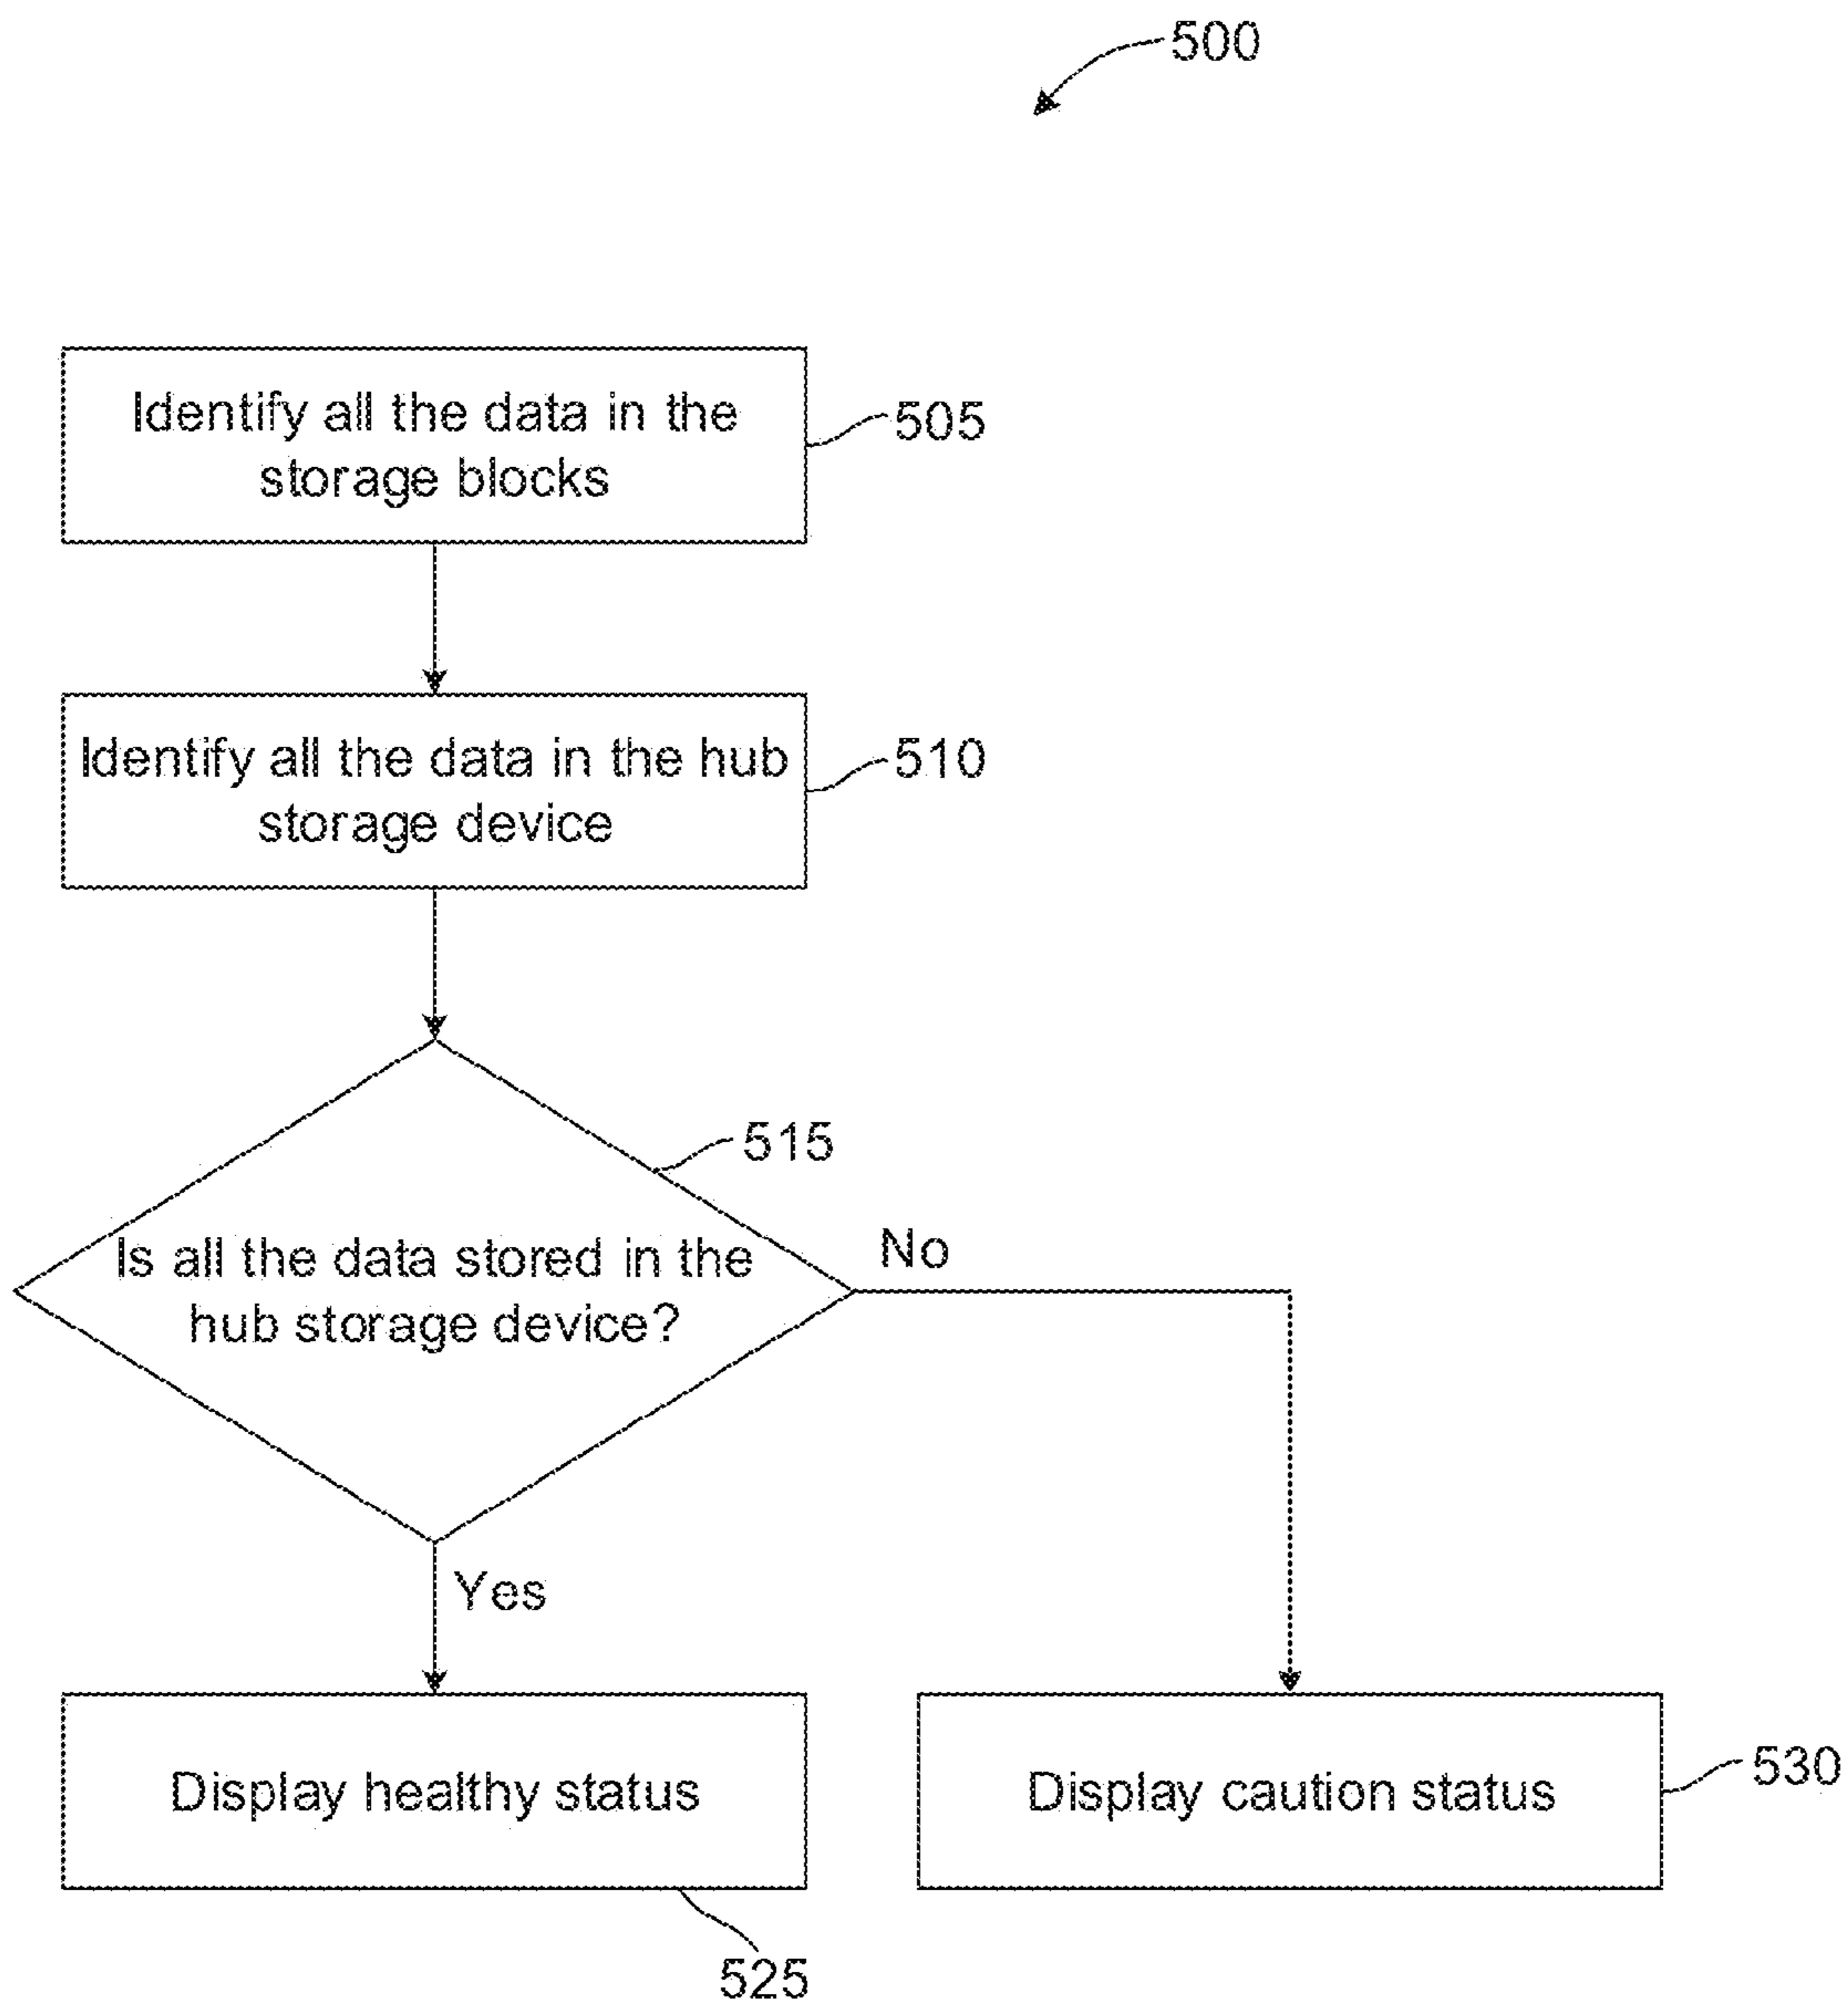 500
Identify all the data in the
storage blocks
505
Identify all the data in the hub
storage device
510
515
Is all the data stored in the
hub storage device?
No
Yes
Display healthy status
Display caution status
530
525